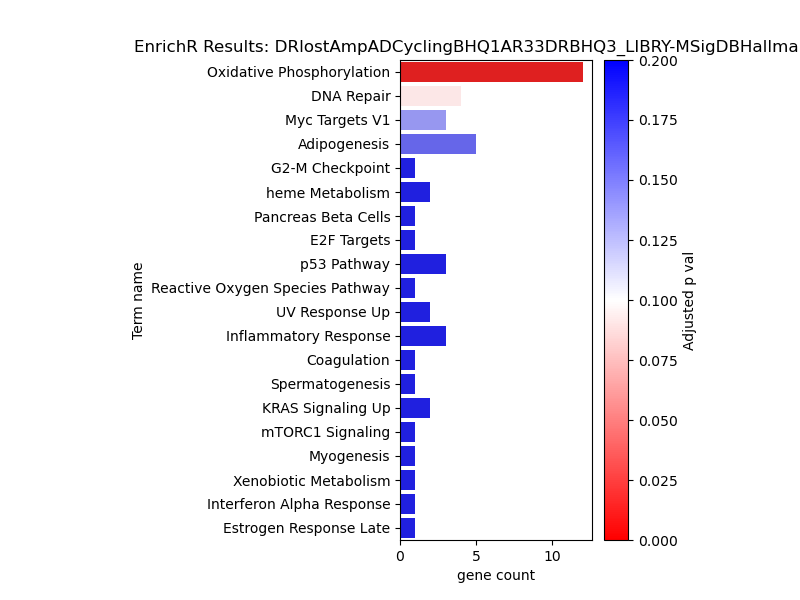 EnrichR Results: DRlostAmpADCyclingBHQ1AR33DRBHQ3_LIBRY-MSigDBHallma
Term name
Oxidative Phosphorylation
DNA Repair
Myc Targets V1
Adipogenesis
G2-M Checkpoint
heme Metabolism
Pancreas Beta Cells
E2F Targets
p53 Pathway
Reactive Oxygen Species Pathway
UV Response Up
Inflammatory Response
Coagulation
Spermatogenesis
KRAS Signaling Up
mTORC1 Signaling
Myogenesis
Xenobiotic Metabolism
Interferon Alpha Response
Estrogen Response Late
0 5 10
gene count
0.200
0.175
0.150
0.125
0.100
0.075
0.050
0.025
0.000
Adjusted p val